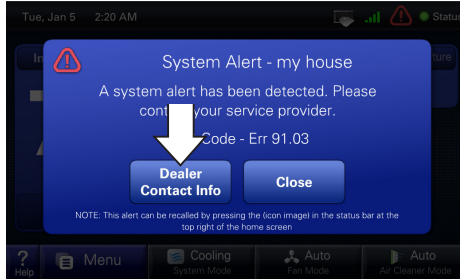 Tue, Jan 5 2:20 AM
Status
System Alert - my house
A system alert has been detected. Please
your service provider.
Code - Err 91.03
Dealer
Contact Info
Close
NOTE: This alert can be recalled by pressing the (icon image) in the status bar at the
top right of the home screen
?
Help
Menu
Cooling
System Mode
Auto
Fan Mode
Auto
Air Cleaner Mode